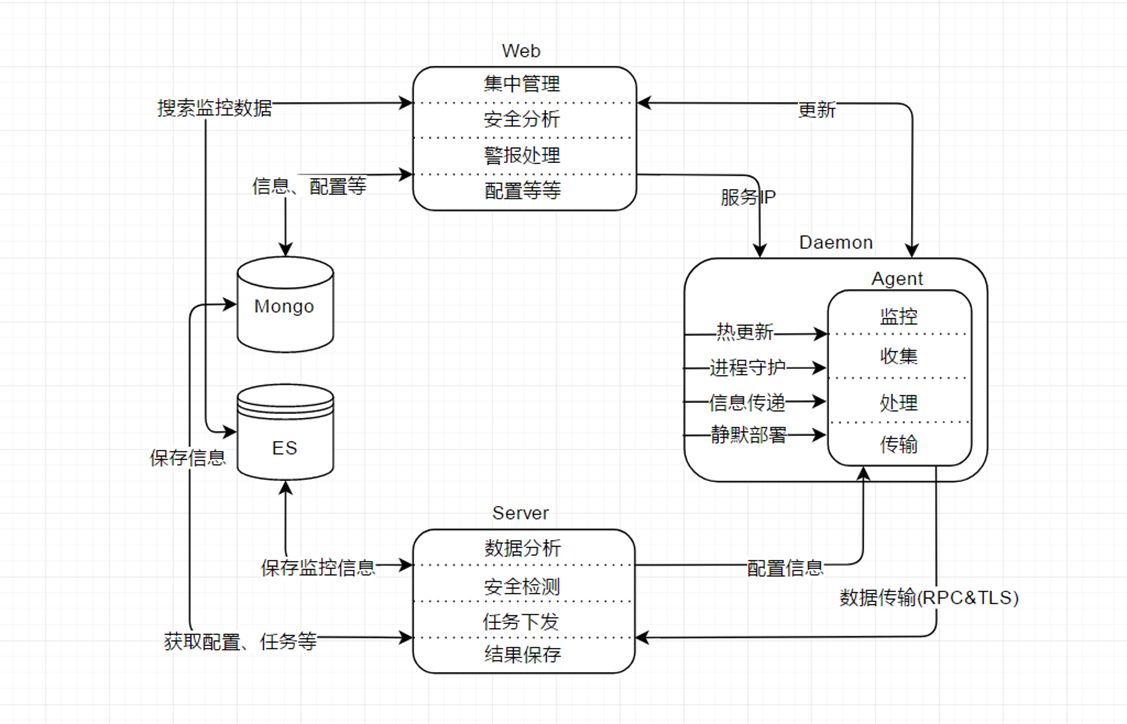 Web
集中管理
安全分析
警报处理
配置等等
搜索监控数据
更新
信息、配置等
服务IP
Daemon
Agent
监控
收集
处理
传输
热更新
进程守护
信息传递
静默部署
Mongo
ES
保存信息
Server
数据分析
安全检测
任务下发
结果保存
保存监控信息
配置信息
数据传输(RPC&TLS)
获取配置、任务等